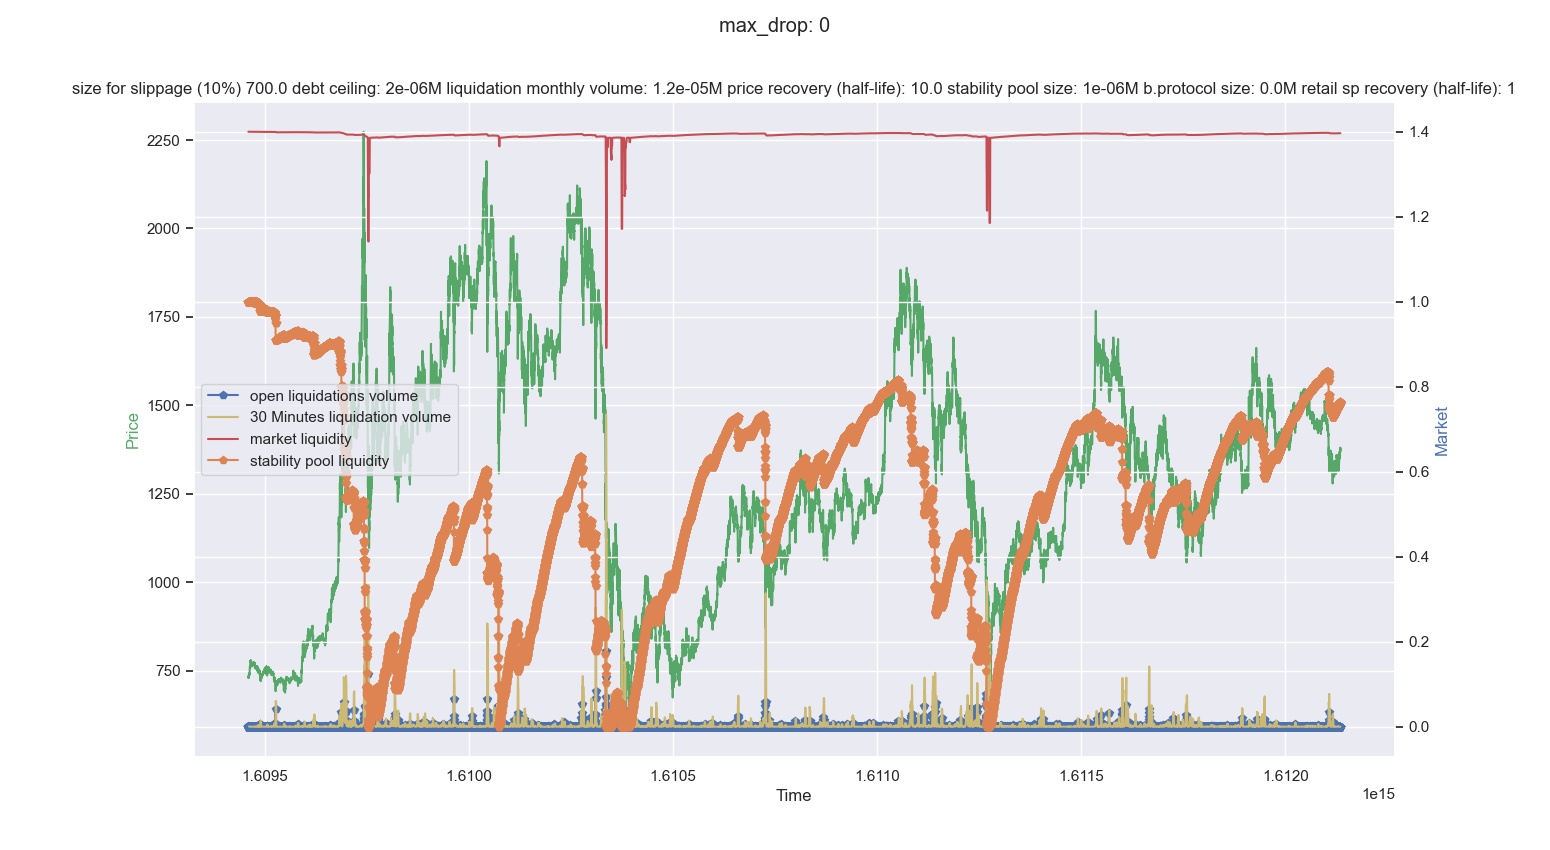 max_drop: 0
size for slippage (10%) 700.0 debt ceiling: 2e-06M liquidation monthly volume: 1.2e-05M price recovery (half-life): 10.0 stability pool size: 1e-06M b.protocol size: 0.0M retail sp recovery (half-life): 1
2250
2000
1750
1500
1250
1000
750
Price
open liquidations volume
30 Minutes liquidation volume
market liquidity
stability pool liquidity
1.4
1.2
1.0
0.8
0.6
0.4
0.2
0.0
Market
1.6095 1.6100 1.6105 1.6110 1.6115 1.6120
1e15
Time